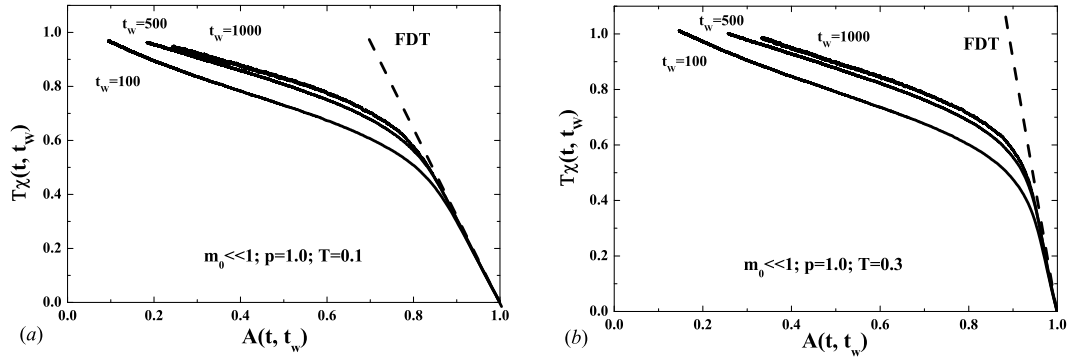 t_w=500
t_w=1000
FDT
t_w=100
Tχ(t, t_w)
1.0
0.8
0.6
0.4
0.2
0.0
m_0<<1; p=1.0; T=0.1
0.0 0.2 0.4 0.6 0.8 1.0
(a)
A(t, t_w)
t_w=500
t_w=1000
FDT
t_w=100
Tχ(t, t_w)
1.0
0.8
0.6
0.4
0.2
0.0
m_0<<1; p=1.0; T=0.3
0.0 0.2 0.4 0.6 0.8 1.0
(b)
A(t, t_w)